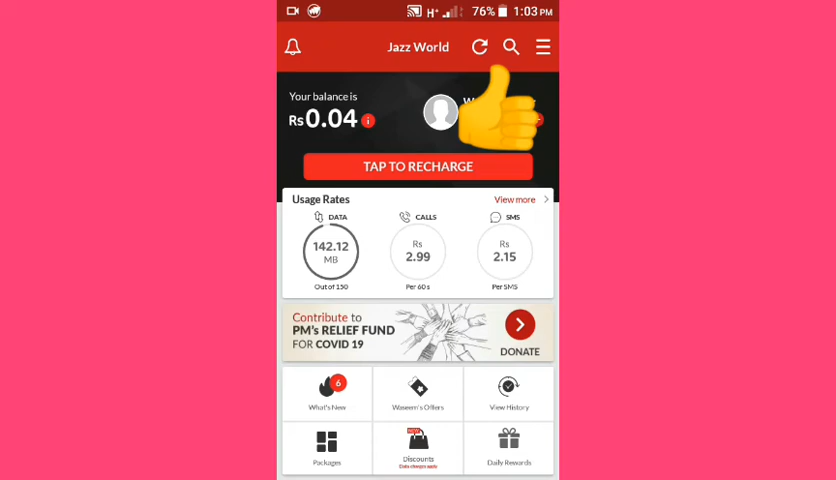 H+ 76% 1:03 PM
Jazz World
Your balance is
Rs 0.04 i
TAP TO RECHARGE
Usage Rates View more
DATA CALLS SMS
142.12 MB
Rs 2.99
Rs 2.15
Out of 150 Per 60 s Per SMS
Contribute to
PM's RELIEF FUND
FOR COVID 19
DONATE
6
What's New Waseem's Offers View History
Packages Discounts Daily Rewards
Data charges apply